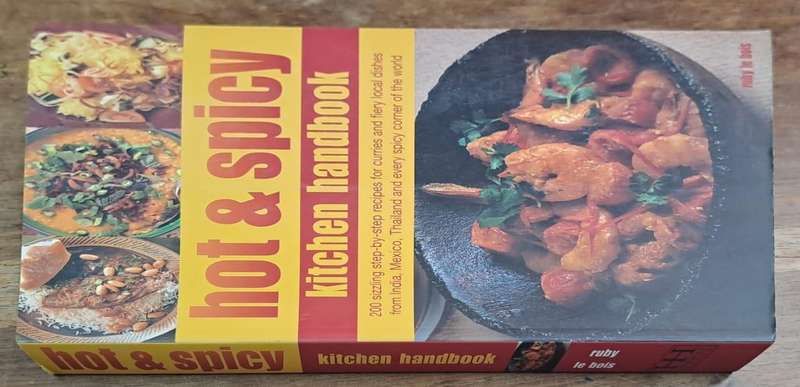 hot & spicy
kitchen handbook
200 sizzling step-by-step recipes for curries and fiery local dishes
from India, Mexico, Thailand and every spicy corner of the world
ruby le bois
hot & spicy
kitchen handbook
ruby
le bois